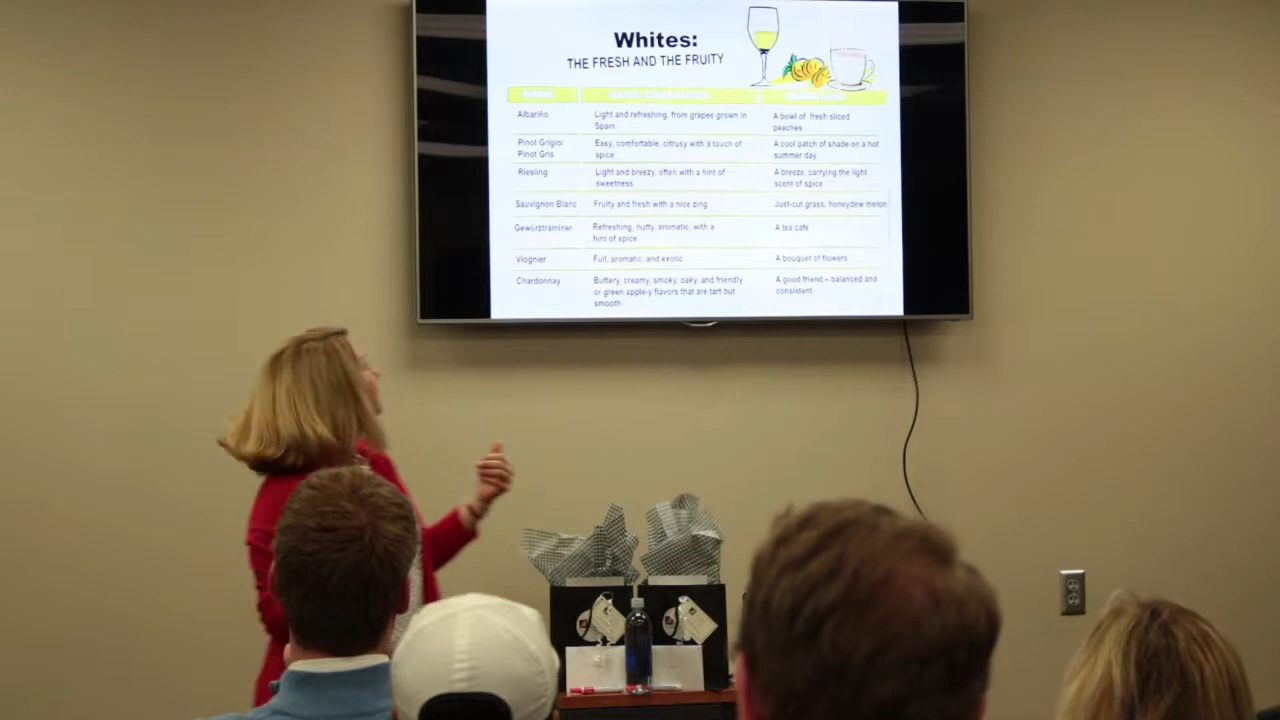 Whites:
THE FRESH AND THE FRUITY
Albariño
Light and refreshing, from grapes grown in
Spain
A bowl of fresh sliced
peaches
Pinot Grigio/
Pinot Gris
Easy, comfortable, citrusy with a touch of
spice
A cool patch of shade on a hot
summer day
Riesling
Light and breezy, often with a hint of
sweetness
A breeze, carrying the light
scent of spice
Sauvignon Blanc
Fruity and fresh with a nice zing
Just-cut grass, honeydew melon
Gewürztraminer
Refreshing, nutty, aromatic, with a
hint of spice
A tea café
Viognier
Full, aromatic, and exotic
A bouquet of flowers
Chardonnay
Buttery, creamy, smoky, oaky, and friendly
or green apple-y flavors that are tart but
smooth
A good friend – balanced and
consistent